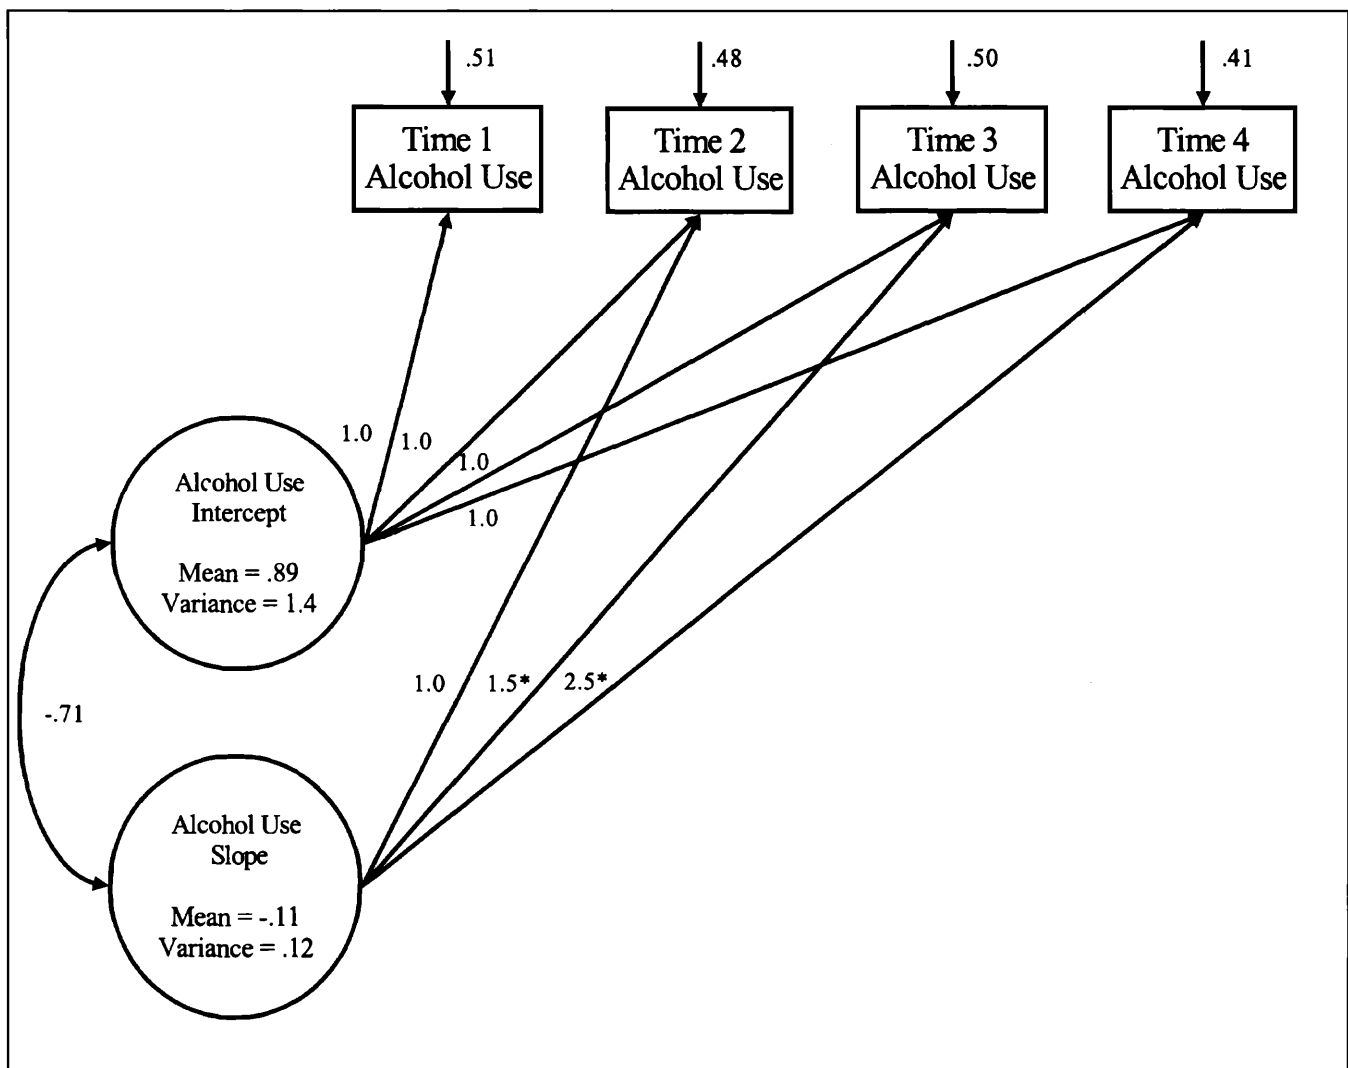 .51
.48
.50
.41
Time 1
Alcohol Use
Time 2
Alcohol Use
Time 3
Alcohol Use
Time 4
Alcohol Use
1.0
1.0
1.0
1.0
Alcohol Use
Intercept
Mean = .89
Variance = 1.4
-.71
1.0
1.5*
2.5*
Alcohol Use
Slope
Mean = -.11
Variance = .12